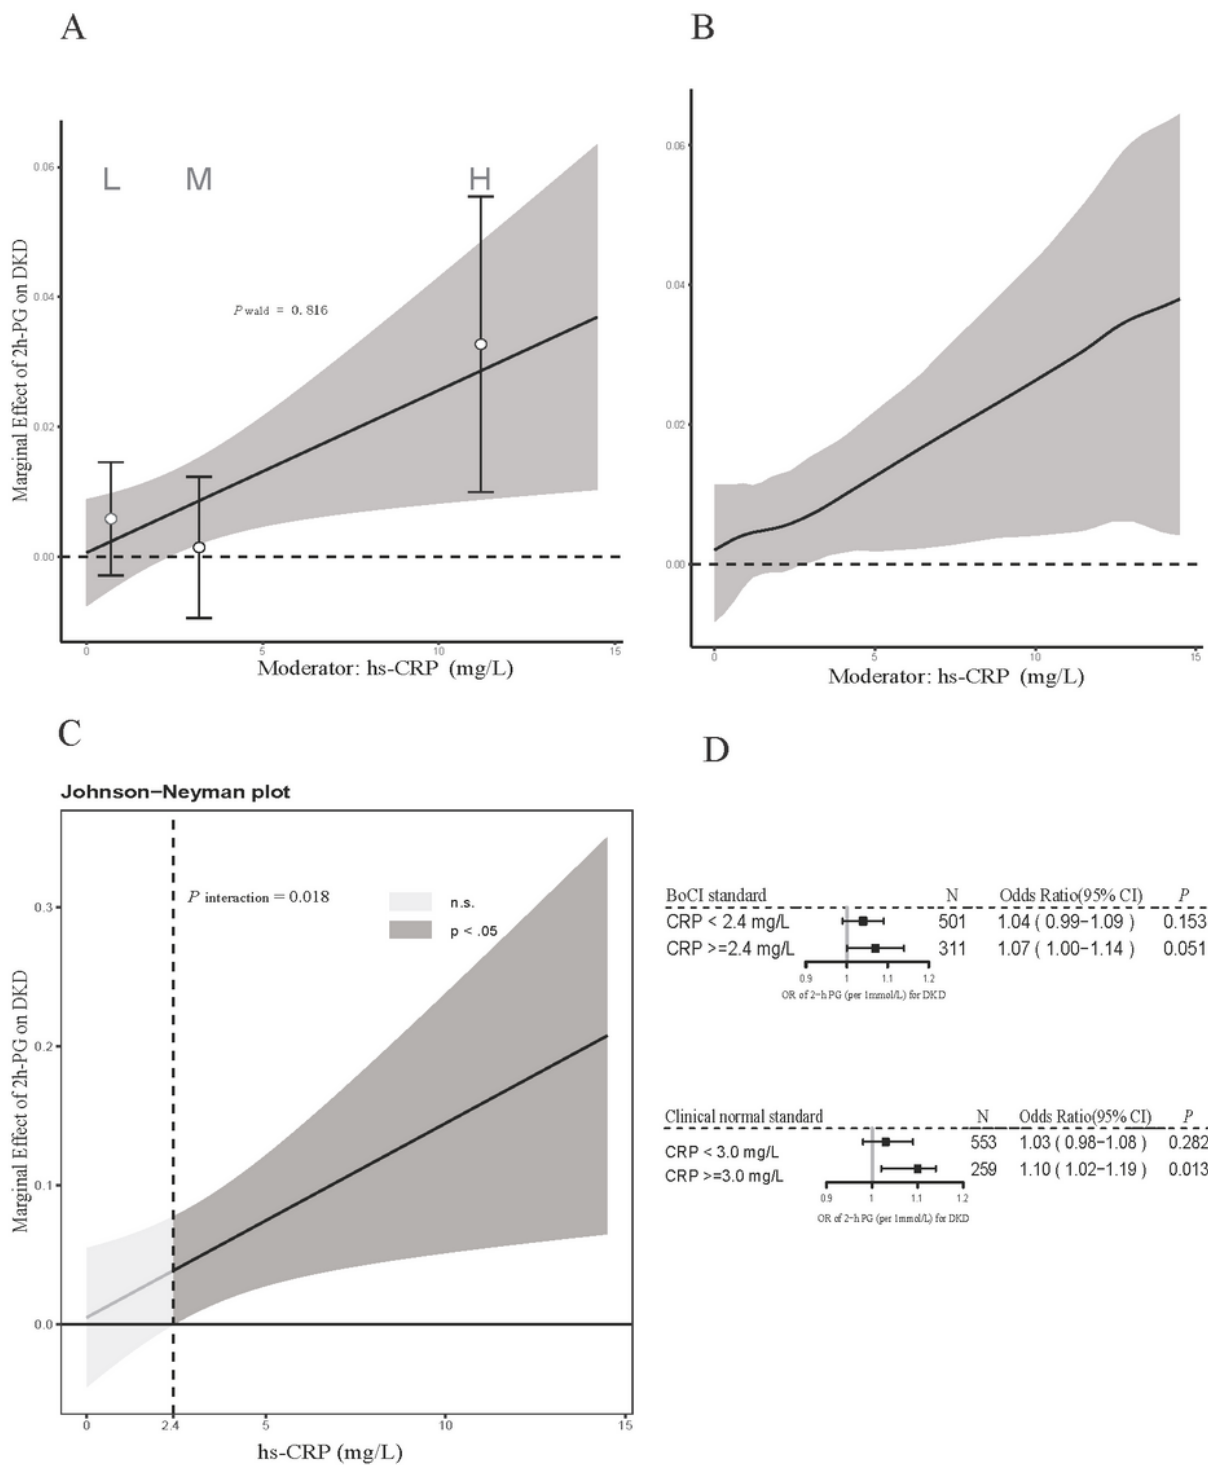 A
B
0.06
L
M
H
P wald = 0.816
0.04
0.02
0.00
Marginal Effect of 2h-PG on DKD
0
5
10
15
Moderator: hs-CRP (mg/L)
0.06
0.04
0.02
0.00
0
5
10
15
Moderator: hs-CRP (mg/L)
C
D
Johnson-Neyman plot
P interaction = 0.018
n.s.
p < .05
0.3
0.2
0.1
0.0
Marginal Effect of 2h-PG on DKD
0
2.4
5
10
15
hs-CRP (mg/L)
BoCI standard N Odds Ratio(95% CI) P
CRP < 2.4 mg/L 501 1.04 ( 0.99-1.09 ) 0.153
CRP >=2.4 mg/L 311 1.07 ( 1.00-1.14 ) 0.051
0.9 1 1.1 1.2
OR of 2-h PG (per 1mmol/L) for DKD
Clinical normal standard N Odds Ratio(95% CI) P
CRP < 3.0 mg/L 553 1.03 ( 0.98-1.08 ) 0.282
CRP >=3.0 mg/L 259 1.10 ( 1.02-1.19 ) 0.013
0.9 1 1.1 1.2
OR of 2-h PG (per 1mmol/L) for DKD